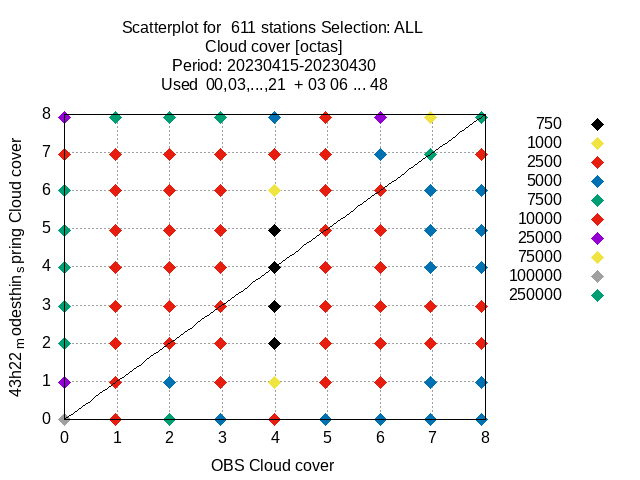 Scatterplot for  611 stations Selection: ALL
Cloud cover [octas]
Period: 20230415-20230430
Used  00,03,...,21  + 03 06 ... 48
43h22modesthinspring Cloud cover
8
7
6
5
4
3
2
1
0
0 1 2 3 4 5 6 7 8
OBS Cloud cover
750
1000
2500
5000
7500
10000
25000
75000
100000
250000